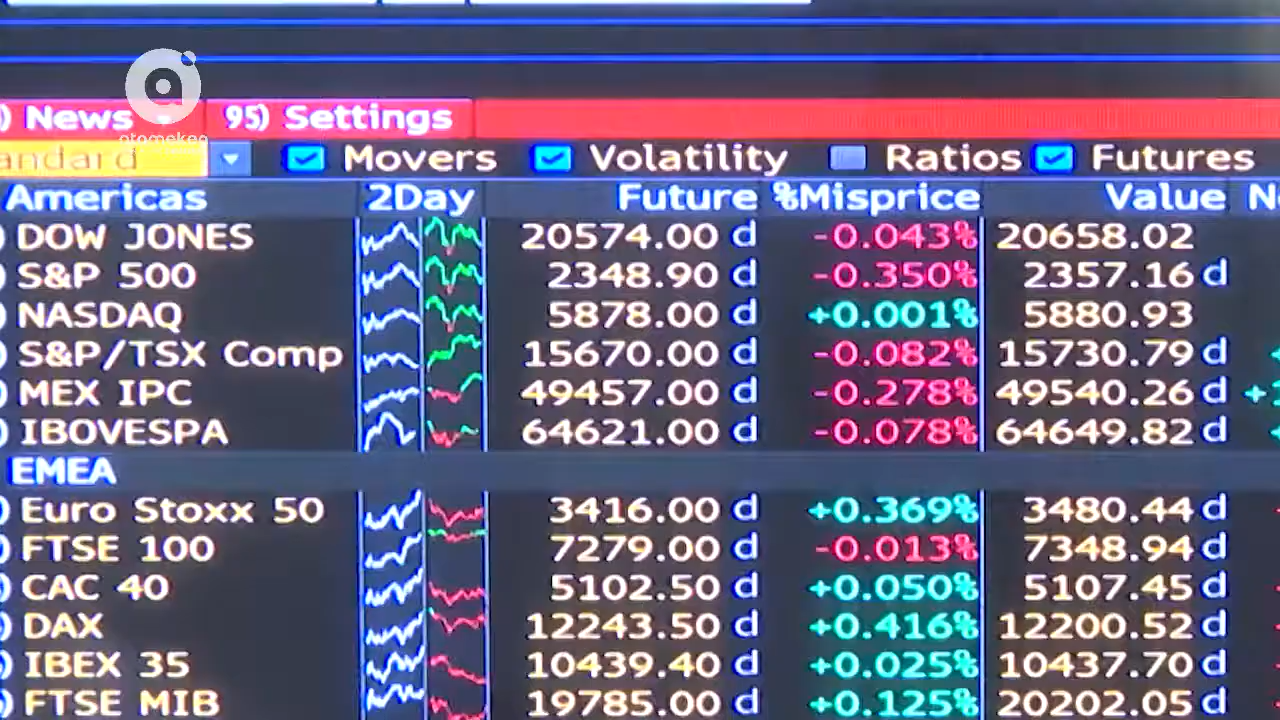 otomekee
) News 95) Settings
andard Movers Volatility Ratios Futures
Americas 2Day Future %Misprice Value
) DOW JONES 20574.00 d -0.043% 20658.02
) S&P 500 2348.90 d -0.350% 2357.16 d
) NASDAQ 5878.00 d +0.001% 5880.93
) S&P/TSX Comp 15670.00 d -0.082% 15730.79 d
) MEX IPC 49457.00 d -0.278% 49540.26 d
) IBOVESPA 64621.00 d -0.078% 64649.82 d
EMEA
) Euro Stoxx 50 3416.00 d +0.369% 3480.44 d
) FTSE 100 7279.00 d -0.013% 7348.94 d
) CAC 40 5102.50 d +0.050% 5107.45 d
) DAX 12243.50 d +0.416% 12200.52 d
) IBEX 35 10439.40 d +0.025% 10437.70 d
) FTSE MIB 19785.00 d +0.125% 20202.05 d